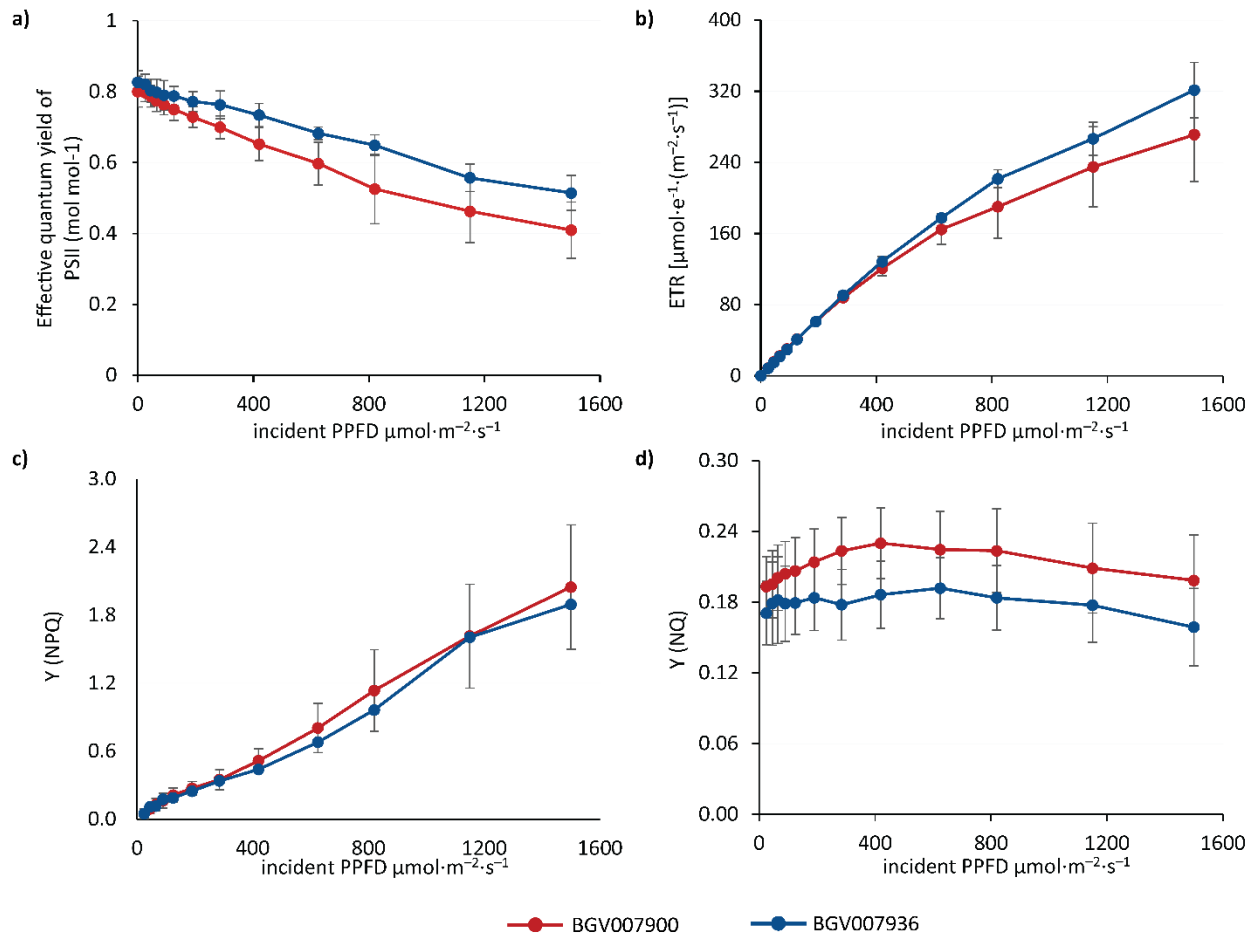 a)
Effective quantum yield of
PSII (mol mol-1)
1
0.8
0.6
0.4
0.2
0
0 400 800 1200 1600
incident PPFD µmol·m⁻²·s⁻¹
b)
ETR [µmol·e⁻¹·(m⁻²·s⁻¹)]
320
240
160
80
0
0 400 800 1200 1600
incident PPFD µmol·m⁻²·s⁻¹
c)
Y (NPQ)
3.0
2.4
1.8
1.2
0.6
0.0
0 400 800 1200 1600
incident PPFD µmol·m⁻²·s⁻¹
d)
Y (NQ)
0.30
0.24
0.18
0.12
0.06
0.00
0 400 800 1200 1600
incident PPFD µmol·m⁻²·s⁻¹
BGV007900 BGV007936